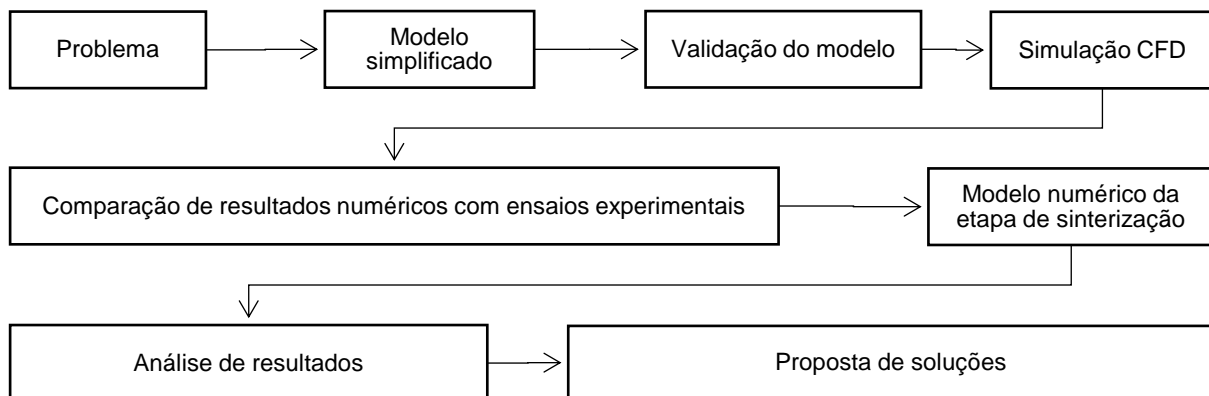 Problema
Modelo
simplificado
Validação do modelo
Simulação CFD
Comparação de resultados numéricos com ensaios experimentais
Modelo numérico da
etapa de sinterização
Análise de resultados
Proposta de soluções